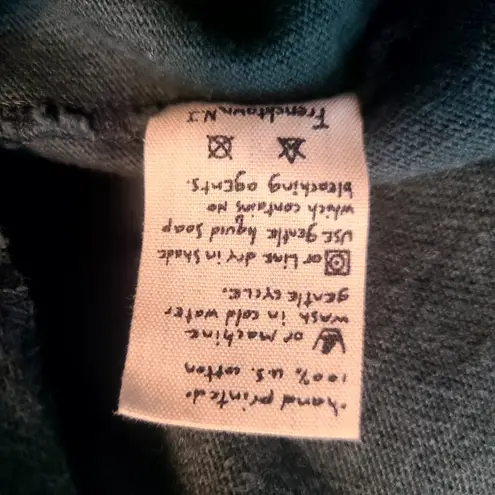 hand printed.
100% U.S. cotton
or machine
wash in cold water
gentle cycle.
or Line dry in shade
USE gentle liquid soap
which contains NO
bleaching agents.
Frenchtown N.J